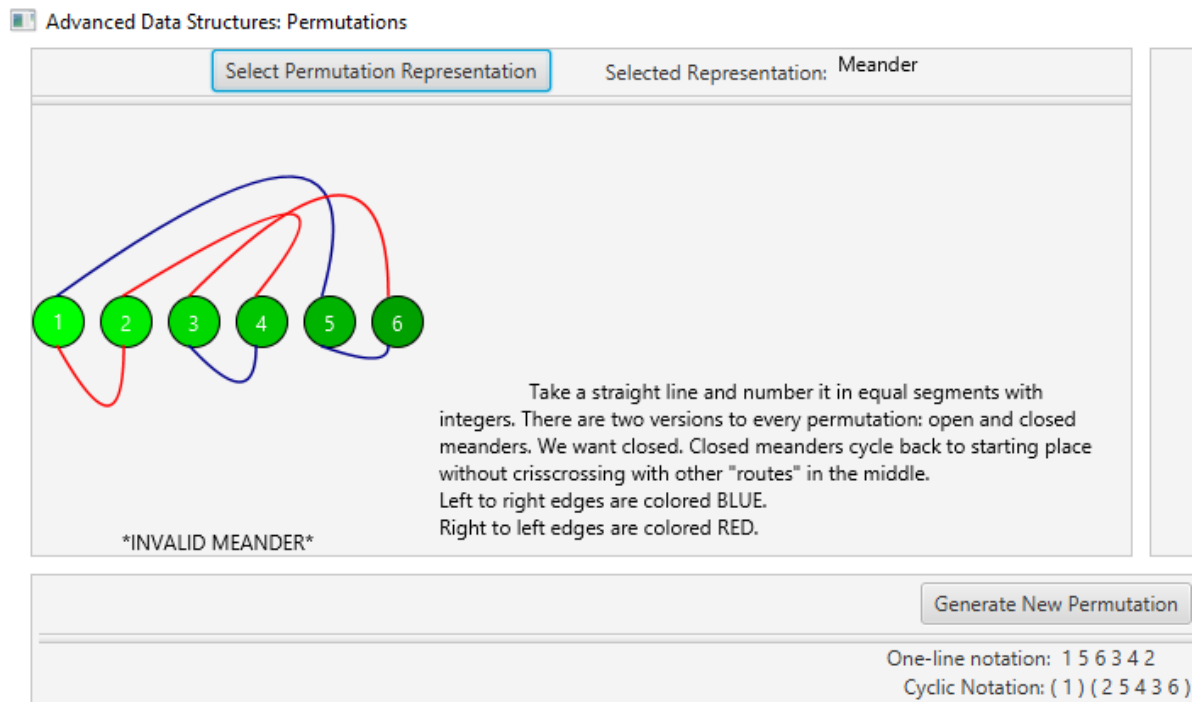 Advanced Data Structures: Permutations
Select Permutation Representation
Selected Representation: Meander
1 2 3 4 5 6
Take a straight line and number it in equal segments with
integers. There are two versions to every permutation: open and closed
meanders. We want closed. Closed meanders cycle back to starting place
without crisscrossing with other "routes" in the middle.
Left to right edges are colored BLUE.
Right to left edges are colored RED.
*INVALID MEANDER*
Generate New Permutation
One-line notation: 1 5 6 3 4 2
Cyclic Notation: ( 1 ) ( 2 5 4 3 6 )